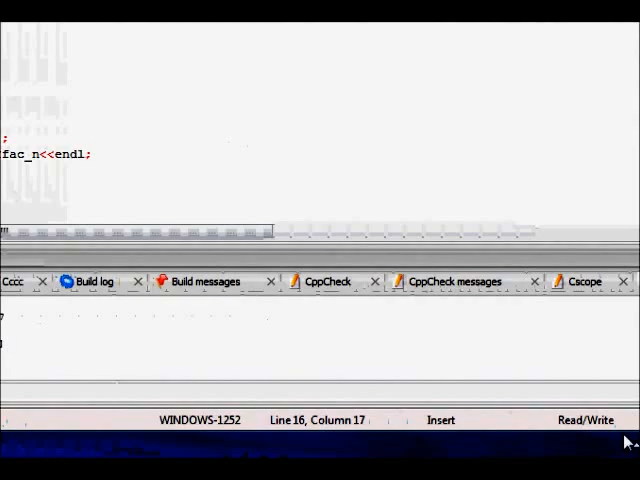 ;
fac_n<<endl;
Cccc Build log Build messages CppCheck CppCheck messages Cscope
WINDOWS-1252 Line 16, Column 17 Insert Read/Write